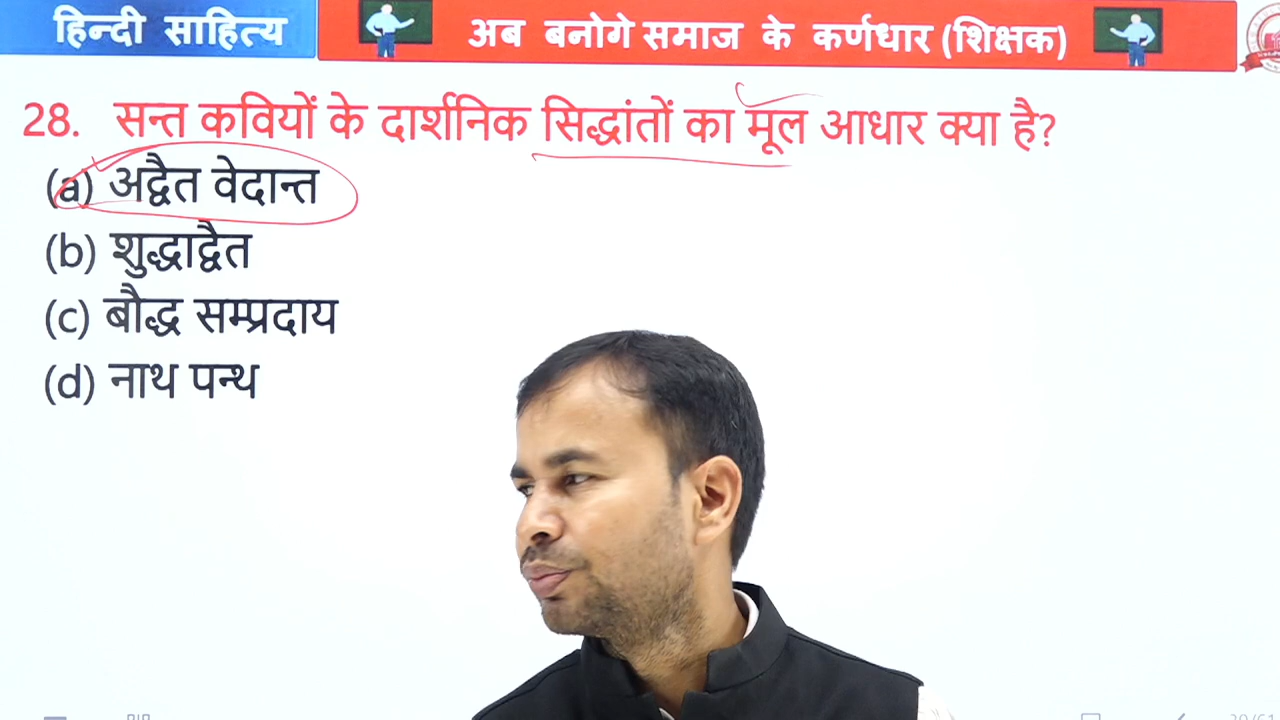 हिन्दी साहित्य
अब बनोगे समाज के कर्णधार (शिक्षक)
28. सन्त कवियों के दार्शनिक सिद्धांतों का मूल आधार क्या है?
(a) अद्वैत वेदान्त
(b) शुद्धाद्वैत
(c) बौद्ध सम्प्रदाय
(d) नाथ पन्थ